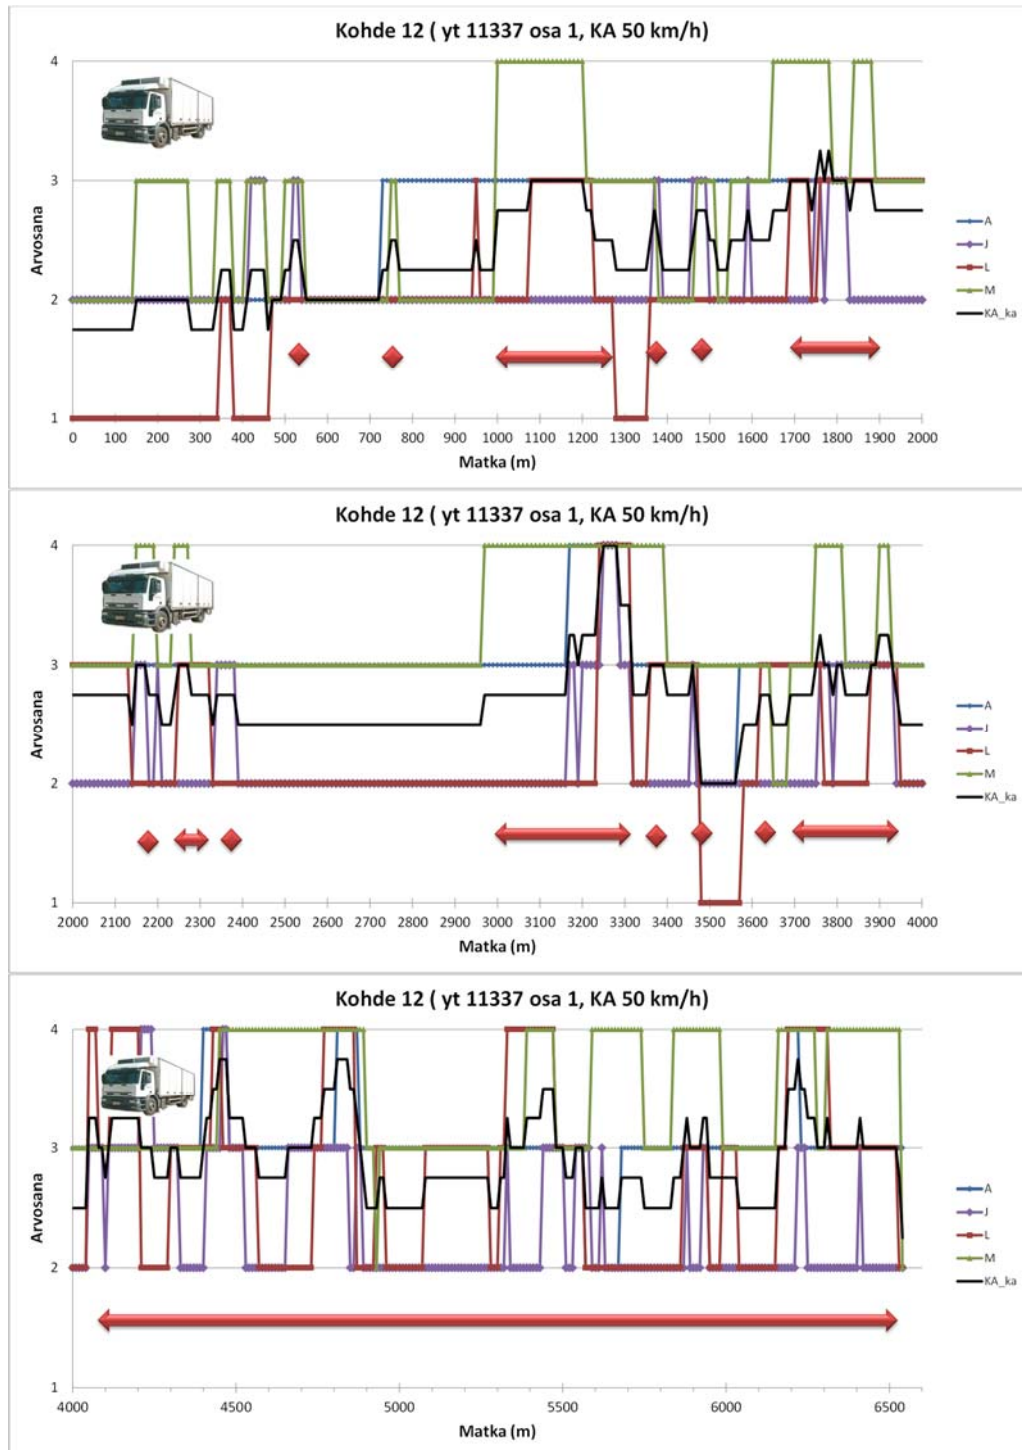 Kohde 12 ( yt 11337 osa 1, KA 50 km/h)
4
3
2
1
Arvosana
0 100 200 300 400 500 600 700 800 900 1000 1100 1200 1300 1400 1500 1600 1700 1800 1900 2000
Matka (m)
A
J
L
M
KA_ka
Kohde 12 ( yt 11337 osa 1, KA 50 km/h)
4
3
2
1
Arvosana
2000 2100 2200 2300 2400 2500 2600 2700 2800 2900 3000 3100 3200 3300 3400 3500 3600 3700 3800 3900 4000
Matka (m)
A
J
L
M
KA_ka
Kohde 12 ( yt 11337 osa 1, KA 50 km/h)
4
3
2
1
Arvosana
4000 4500 5000 5500 6000 6500
Matka (m)
A
J
L
M
KA_ka